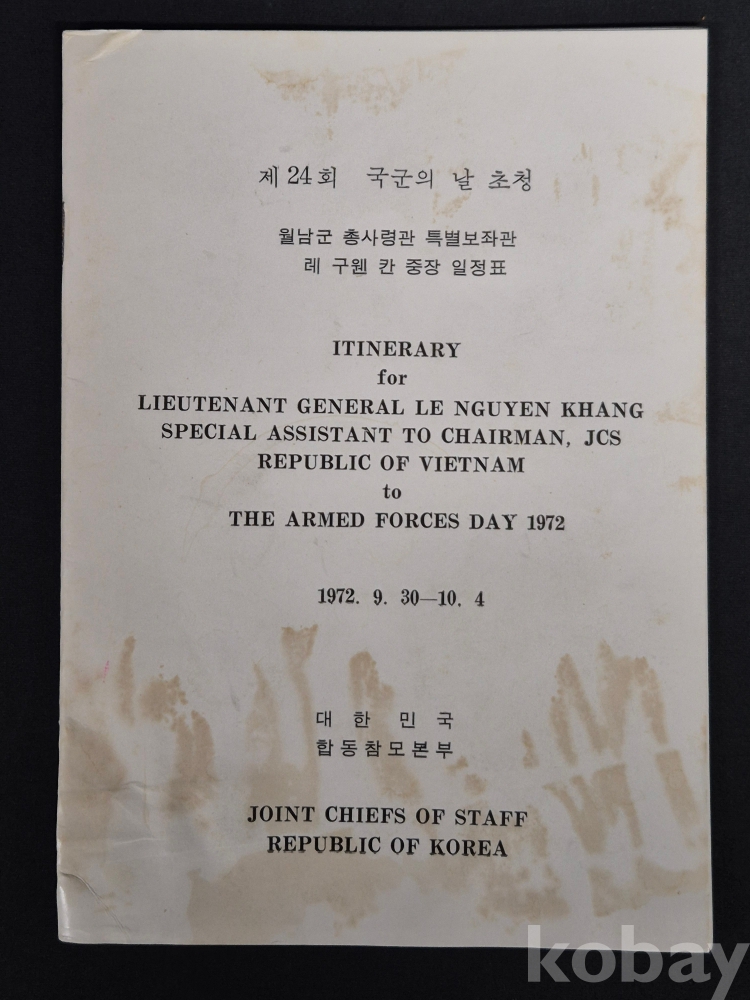 제 24 회 국군의 날 초청
월남군 총사령관 특별보좌관
레 구웬 칸 중장 일정표
ITINERARY
for
LIEUTENANT GENERAL LE NGUYEN KHANG
SPECIAL ASSISTANT TO CHAIRMAN, JCS
REPUBLIC OF VIETNAM
to
THE ARMED FORCES DAY 1972
1972. 9. 30—10. 4
대 한 민 국
합동참모본부
JOINT CHIEFS OF STAFF
REPUBLIC OF KOREA
kobay